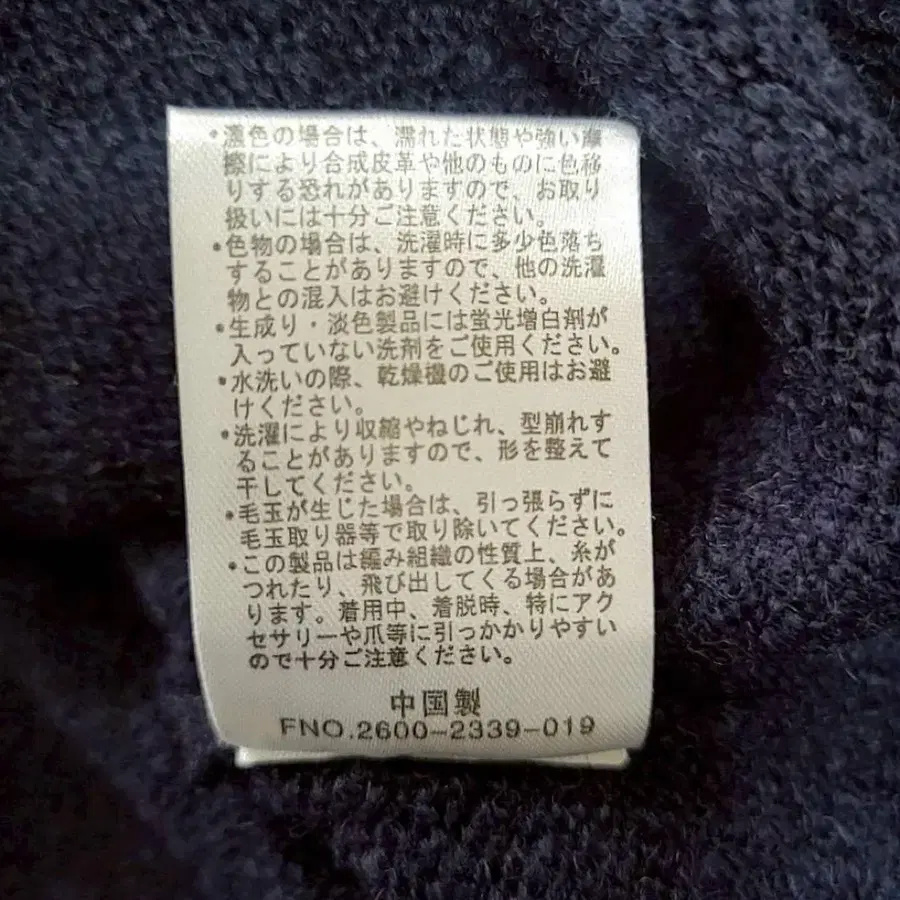 ・濃色の場合は、濡れた状態や強い摩
擦により合成皮革や他のものに色移
りする恐れがありますので、お取り
扱いには十分ご注意ください。
・色物の場合は、洗濯時に多少色落ち
することがありますので、他の洗濯
物との混入はお避けください。
・生成り・淡色製品には蛍光増白剤が
入っていない洗剤をご使用ください。
・水洗いの際、乾燥機のご使用はお避
けください。
・洗濯により収縮やねじれ、型崩れす
ることがありますので、形を整えて
干してください。
・毛玉が生じた場合は、引っ張らずに
毛玉取り器等で取り除いてください。
・この製品は編み組織の性質上、糸が
つれたり、飛び出してくる場合があ
ります。着用中、着脱時、特にアク
セサリーや爪等に引っかかりやすい
ので十分ご注意ください。
中国製
FNO.2600-2339-019